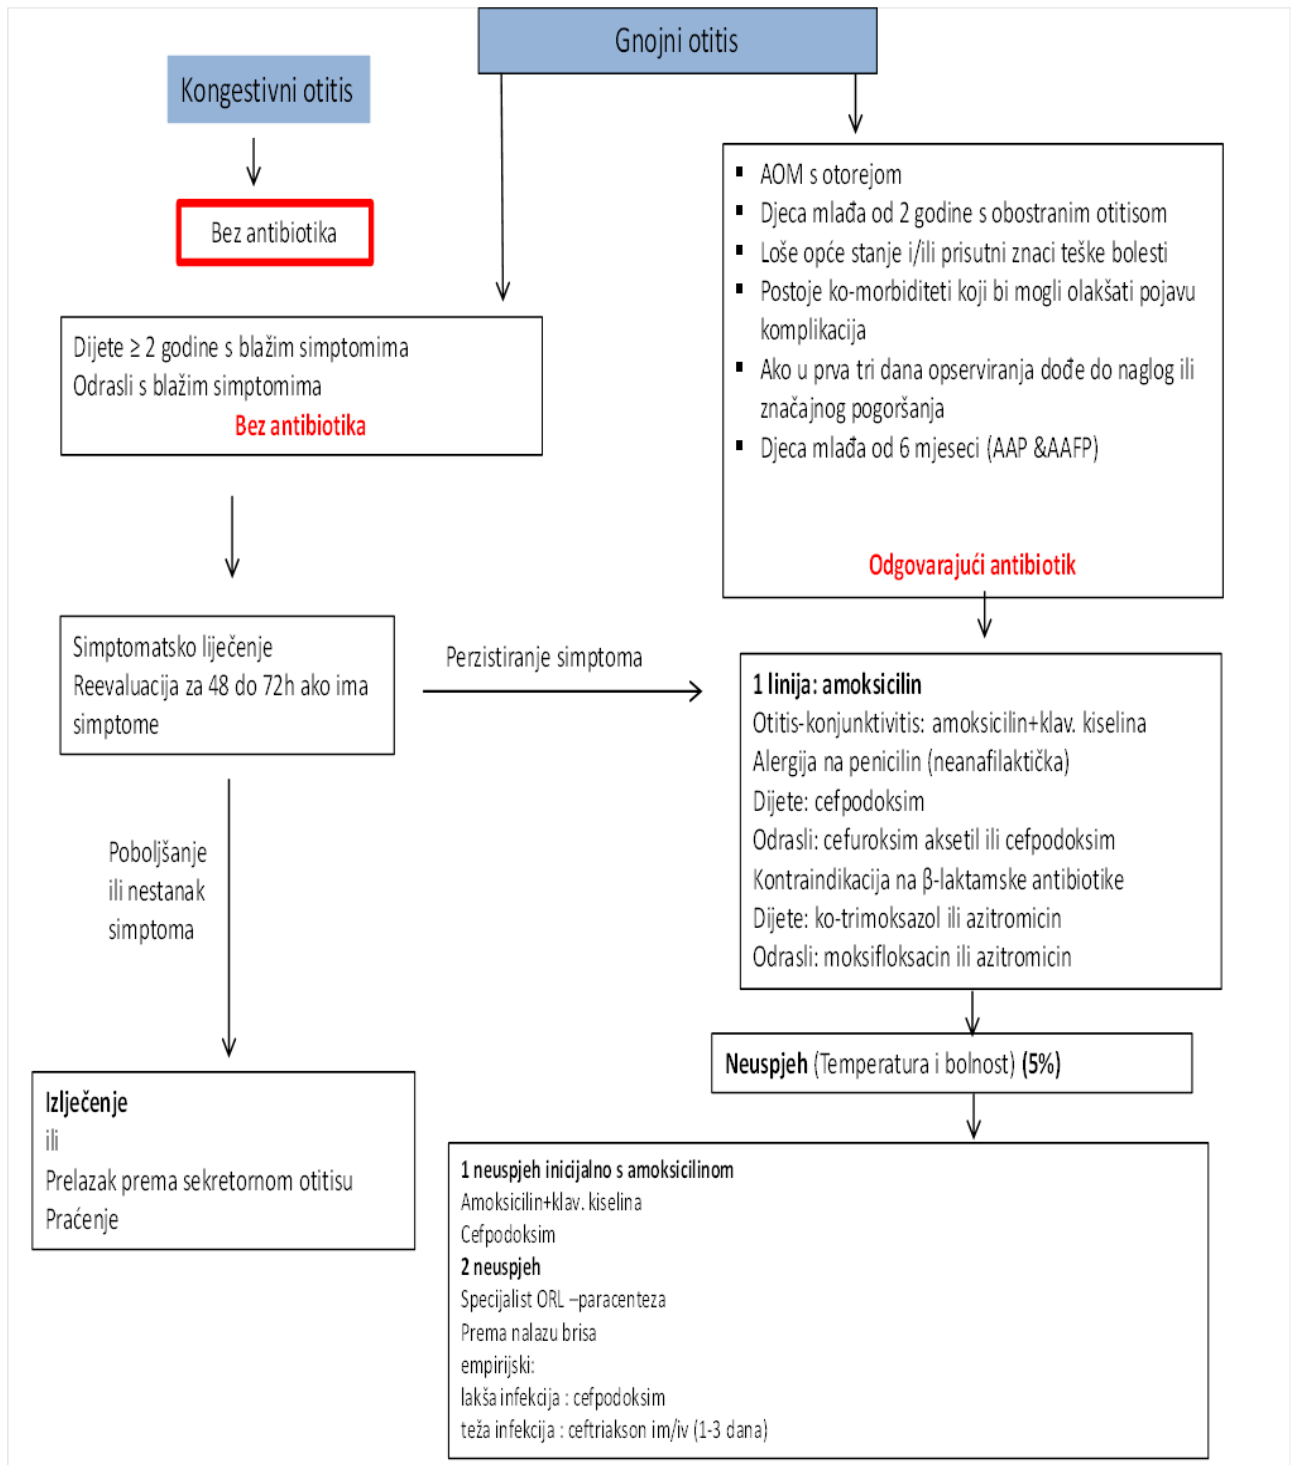 Gnojni otitis
Kongestivni otitis
Bez antibiotika
Dijete ≥ 2 godine s blažim simptomima
Odrasli s blažim simptomima
Bez antibiotika
▪ AOM s otorejom
▪ Djeca mlađa od 2 godine s obostranim otitisom
▪ Loše opće stanje i/ili prisutni znaci teške bolesti
▪ Postoje ko-morbiditeti koji bi mogli olakšati pojavu
komplikacija
▪ Ako u prva tri dana opserviranja dođe do naglog ili
značajnog pogoršanja
▪ Djeca mlađa od 6 mjeseci (AAP &AAFP)
Odgovarajući antibiotik
Simptomatsko liječenje
Reevaluacija za 48 do 72h ako ima
simptome
Perzistiranje simptoma
1 linija: amoksicilin
Otitis-konjunktivitis: amoksicilin+klav. kiselina
Alergija na penicilin (neanafilaktička)
Dijete: cefpodoksim
Odrasli: cefuroksim aksetil ili cefpodoksim
Kontraindikacija na β-laktamske antibiotike
Dijete: ko-trimoksazol ili azitromicin
Odrasli: moksifloksacin ili azitromicin
Poboljšanje
ili nestanak
simptoma
Neuspjeh (Temperatura i bolnost) (5%)
Izlječenje
ili
Prelazak prema sekretornom otitisu
Praćenje
1 neuspjeh inicijalno s amoksicilinom
Amoksicilin+klav. kiselina
Cefpodoksim
2 neuspjeh
Specijalist ORL –paracenteza
Prema nalazu brisa
empirijski:
lakša infekcija : cefpodoksim
teža infekcija : ceftriakson im/iv (1-3 dana)